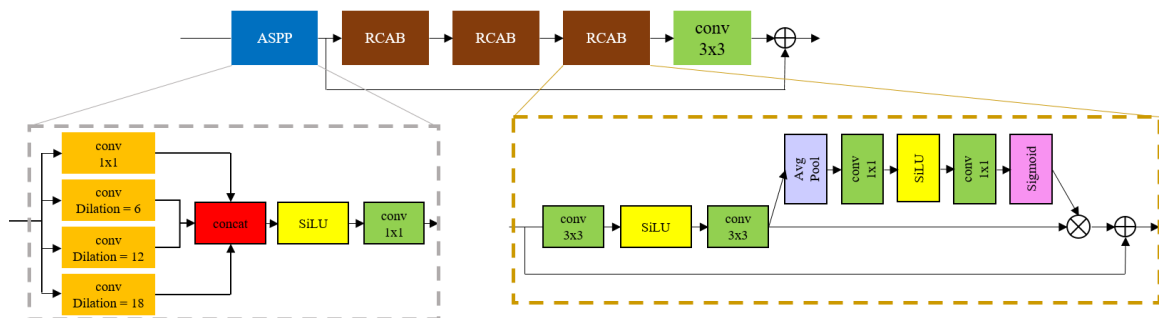 ASPP
RCAB
RCAB
RCAB
conv
3x3
conv
1x1
conv
Dilation = 6
conv
Dilation = 12
conv
Dilation = 18
concat
SiLU
conv
1x1
conv
3x3
SiLU
conv
3x3
Avg
Pool
conv
1x1
SiLU
conv
1x1
Sigmoid